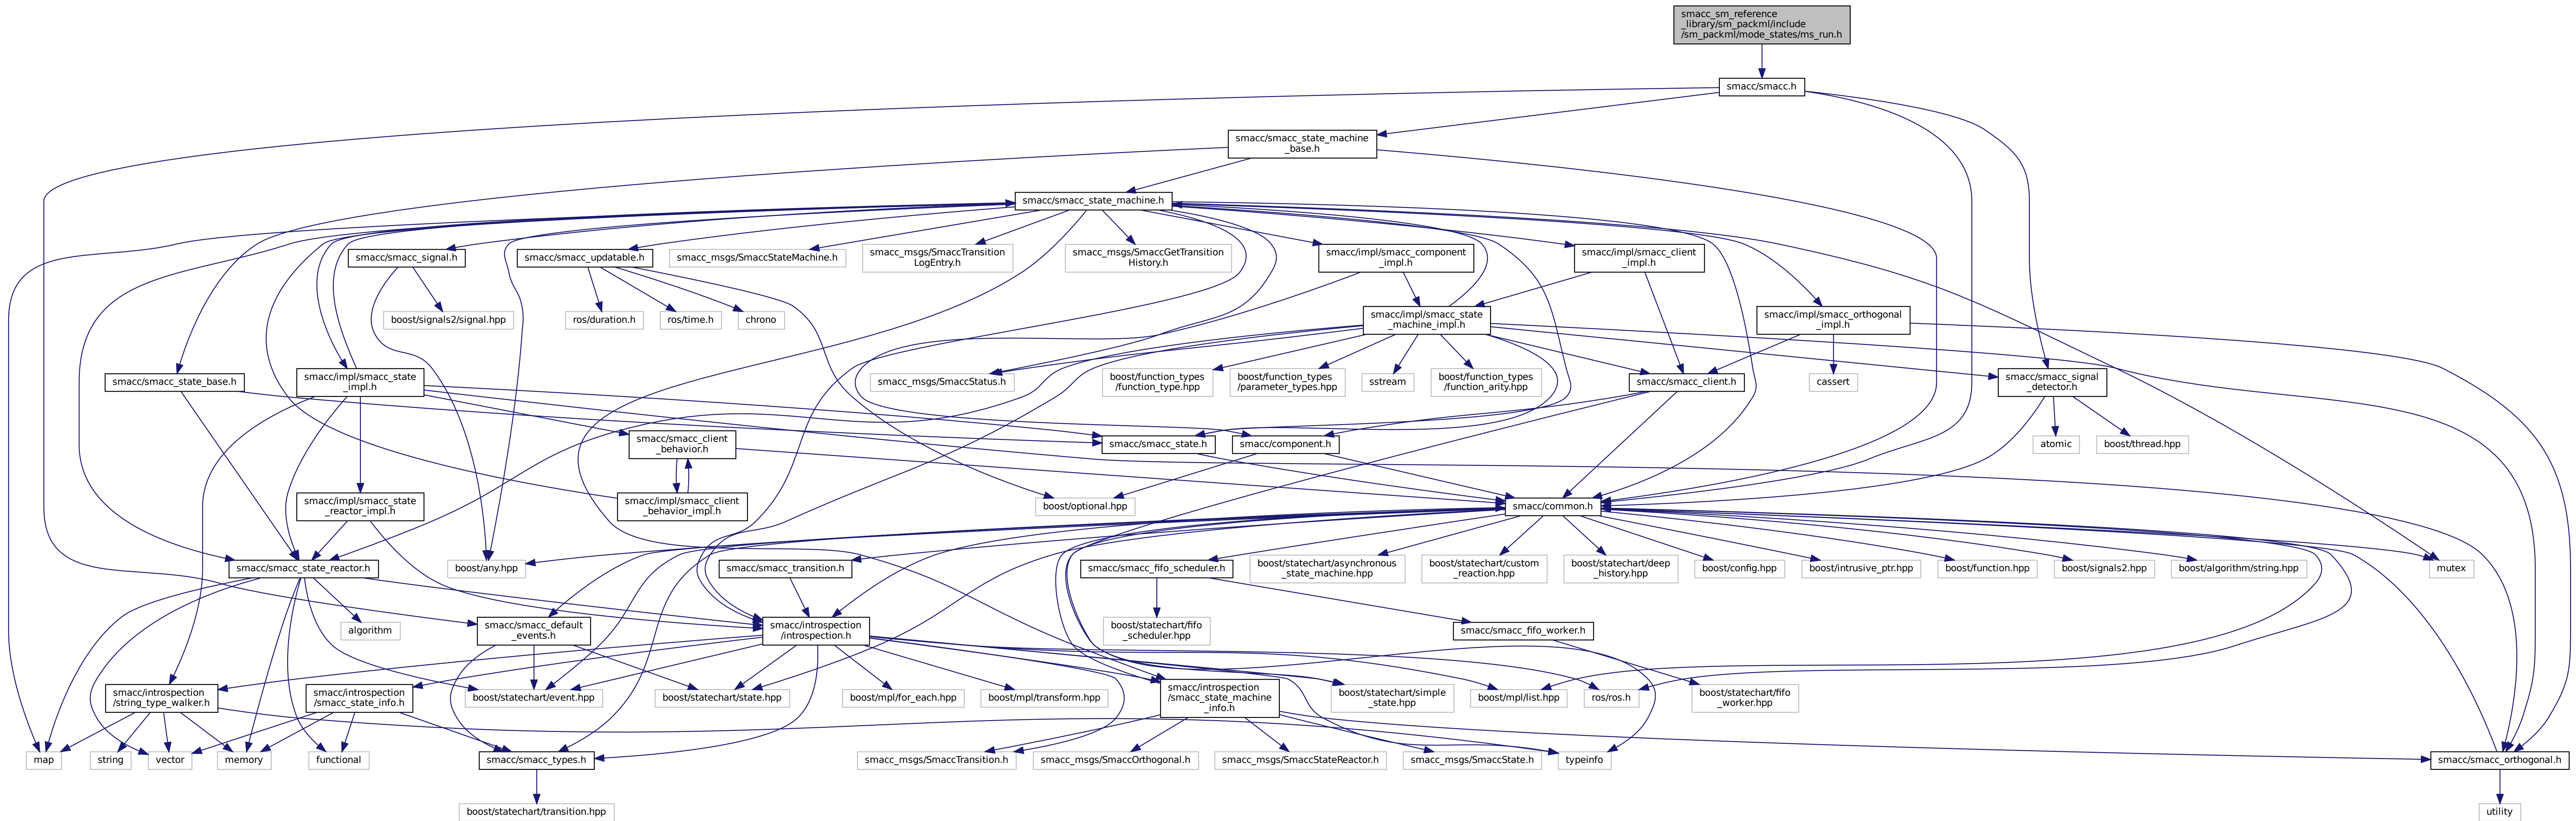 smacc_sm_reference
_library/sm_packml/include
/sm_packml/mode_states/ms_run.h
smacc/smacc.h
smacc/smacc_state_machine
_base.h
smacc/smacc_state_machine.h
smacc/smacc_signal.h
smacc/smacc_updatable.h
smacc_msgs/SmaccStateMachine.h
smacc_msgs/SmaccTransition
LogEntry.h
smacc_msgs/SmaccGetTransition
History.h
smacc/impl/smacc_component
_impl.h
smacc/impl/smacc_client
_impl.h
boost/signals2/signal.hpp
ros/duration.h
ros/time.h
chrono
smacc/impl/smacc_state
_machine_impl.h
smacc/impl/smacc_orthogonal
_impl.h
smacc/smacc_state_base.h
smacc/impl/smacc_state
_impl.h
smacc_msgs/SmaccStatus.h
boost/function_types
/function_type.hpp
boost/function_types
/parameter_types.hpp
sstream
boost/function_types
/function_arity.hpp
smacc/smacc_client.h
cassert
smacc/smacc_signal
_detector.h
smacc/smacc_client
_behavior.h
smacc/smacc_state.h
smacc/component.h
atomic
boost/thread.hpp
smacc/impl/smacc_state
_reactor_impl.h
smacc/impl/smacc_client
_behavior_impl.h
boost/optional.hpp
smacc/common.h
smacc/smacc_state_reactor.h
boost/any.hpp
smacc/smacc_transition.h
smacc/smacc_fifo_scheduler.h
boost/statechart/asynchronous
_state_machine.hpp
boost/statechart/custom
_reaction.hpp
boost/statechart/deep
_history.hpp
boost/config.hpp
boost/intrusive_ptr.hpp
boost/function.hpp
boost/signals2.hpp
boost/algorithm/string.hpp
mutex
algorithm
smacc/smacc_default
_events.h
smacc/introspection
/introspection.h
boost/statechart/fifo
_scheduler.hpp
smacc/smacc_fifo_worker.h
smacc/introspection
/string_type_walker.h
smacc/introspection
/smacc_state_info.h
boost/statechart/event.hpp
boost/statechart/state.hpp
boost/mpl/for_each.hpp
boost/mpl/transform.hpp
smacc/introspection
/smacc_state_machine
_info.h
boost/statechart/simple
_state.hpp
boost/mpl/list.hpp
ros/ros.h
boost/statechart/fifo
_worker.hpp
map
string
vector
memory
functional
smacc/smacc_types.h
smacc_msgs/SmaccTransition.h
smacc_msgs/SmaccOrthogonal.h
smacc_msgs/SmaccStateReactor.h
smacc_msgs/SmaccState.h
typeinfo
smacc/smacc_orthogonal.h
boost/statechart/transition.hpp
utility